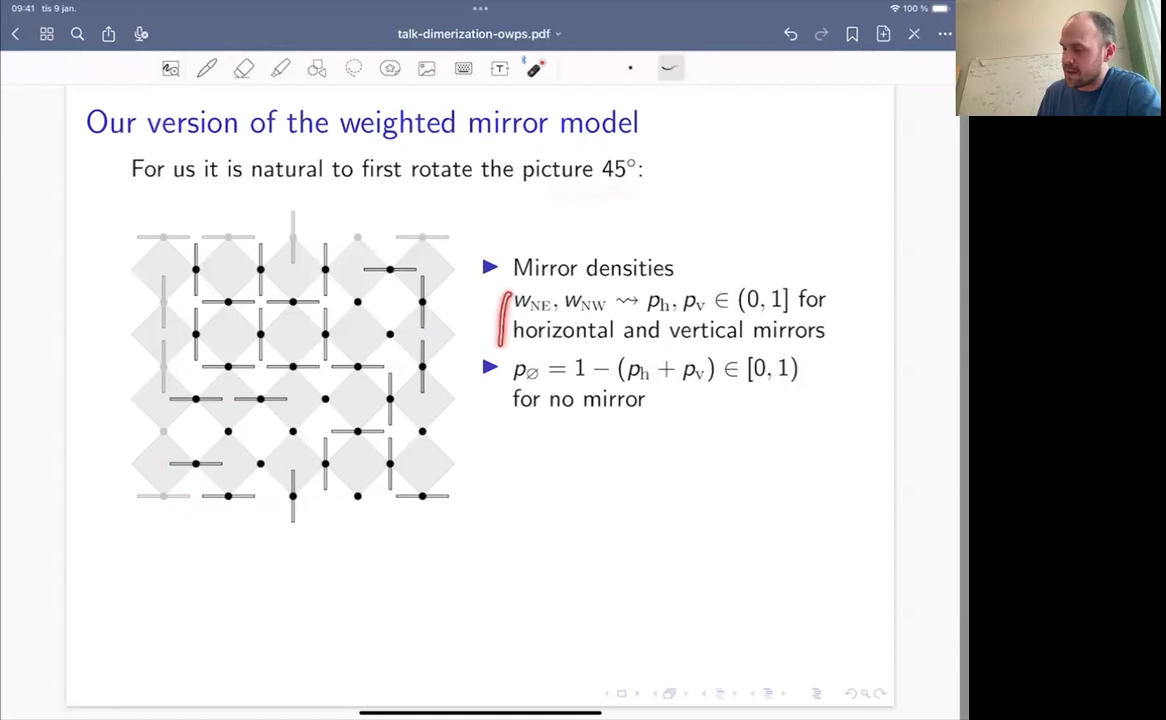 09:41 tis 9 jan.
100 %
talk-dimerization-owps.pdf
T
Our version of the weighted mirror model
For us it is natural to first rotate the picture 45°:
▶ Mirror densities
w_NE, w_NW ⇝ p_h, p_v ∈ (0, 1] for
horizontal and vertical mirrors
▶ p_∅ = 1 − (p_h + p_v) ∈ [0, 1)
for no mirror